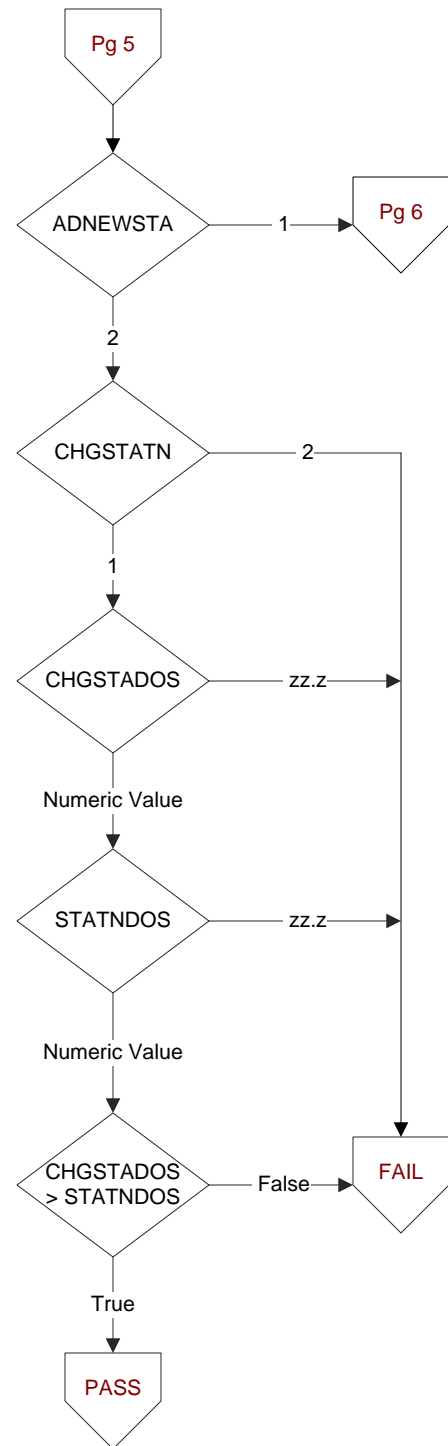 Pg 5
ADNEWSTA
1
Pg 6
2
CHGSTATN
2
1
CHGSTADOS
zz.z
Numeric Value
STATNDOS
zz.z
Numeric Value
CHGSTADOS
> STATNDOS
False
FAIL
True
PASS